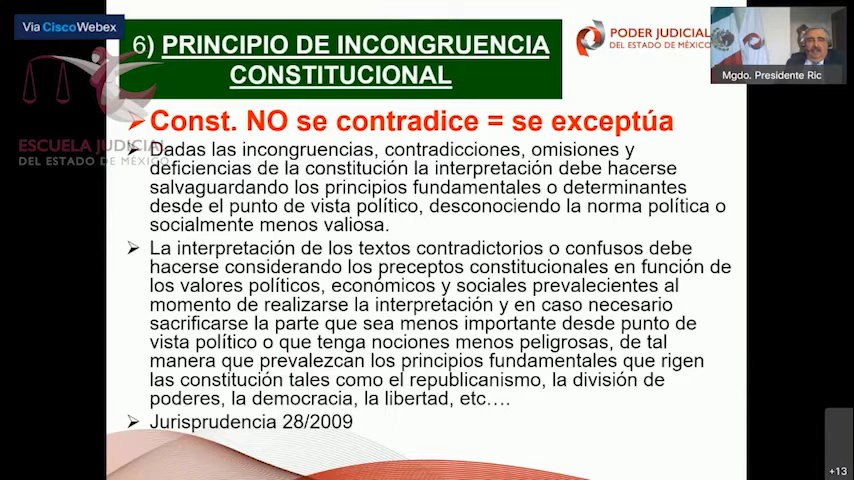 Via Cisco Webex
6) PRINCIPIO DE INCONGRUENCIA
CONSTITUCIONAL
PODER JUDICIAL
DEL ESTADO DE MÉXICO
Mgdo. Presidente Ric
ESCUELA JUDICIAL
DEL ESTADO DE MÉXICO
➢ Const. NO se contradice = se exceptúa
➢ Dadas las incongruencias, contradicciones, omisiones y
deficiencias de la constitución la interpretación debe hacerse
salvaguardando los principios fundamentales o determinantes
desde el punto de vista político, desconociendo la norma política o
socialmente menos valiosa.
➢ La interpretación de los textos contradictorios o confusos debe
hacerse considerando los preceptos constitucionales en función de
los valores políticos, económicos y sociales prevalecientes al
momento de realizarse la interpretación y en caso necesario
sacrificarse la parte que sea menos importante desde punto de
vista político o que tenga nociones menos peligrosas, de tal
manera que prevalezcan los principios fundamentales que rigen
las constitución tales como el republicanismo, la división de
poderes, la democracia, la libertad, etc….
➢ Jurisprudencia 28/2009
+13